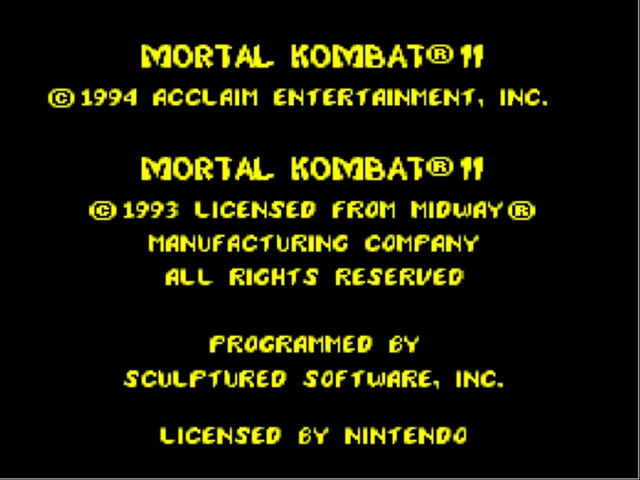 MORTAL KOMBAT® II
© 1994 ACCLAIM ENTERTAINMENT, INC.
MORTAL KOMBAT® II
© 1993 LICENSED FROM MIDWAY®
MANUFACTURING COMPANY
ALL RIGHTS RESERVED
PROGRAMMED BY
SCULPTURED SOFTWARE, INC.
LICENSED BY NINTENDO